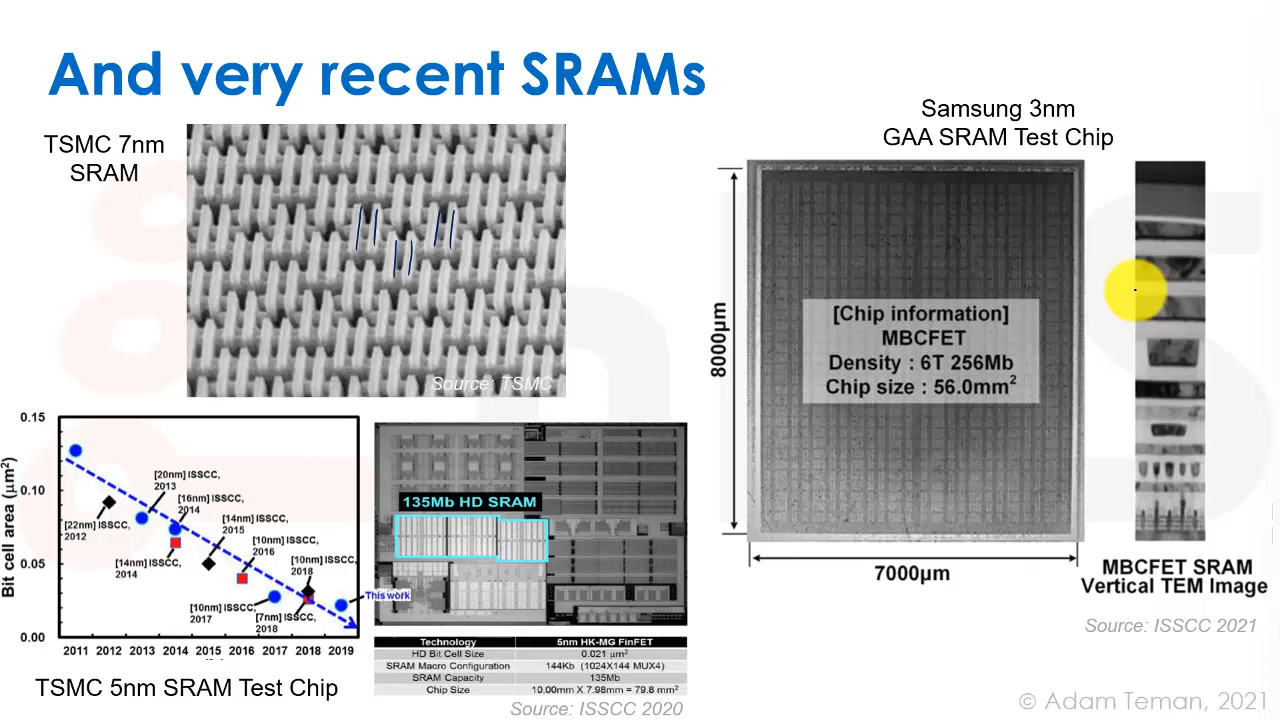 And very recent SRAMs
TSMC 7nm
SRAM
Source: TSMC
Samsung 3nm
GAA SRAM Test Chip
8000μm
[Chip information]
MBCFET
Density : 6T 256Mb
Chip size : 56.0mm²
7000μm
MBCFET SRAM
Vertical TEM Image
Source: ISSCC 2021
Bit cell area (μm²)
0.15
0.10
0.05
0.00
[20nm] ISSCC,
2013
[16nm] ISSCC,
2014
[22nm] ISSCC,
2012
[14nm] ISSCC,
2015
[14nm] ISSCC,
2014
[10nm] ISSCC,
2016
[10nm] ISSCC,
2018
[10nm] ISSCC,
2017
[7nm] ISSCC,
2018
This work
2011 2012 2013 2014 2015 2016 2017 2018 2019
TSMC 5nm SRAM Test Chip
135Mb HD SRAM
Technology 5nm HK-MG FinFET
HD Bit Cell Size 0.021 μm²
SRAM Macro Configuration 144Kb (1024X144 MUX4)
SRAM Capacity 135Mb
Chip Size 10.00mm X 7.98mm = 79.8 mm²
Source: ISSCC 2020
© Adam Teman, 2021